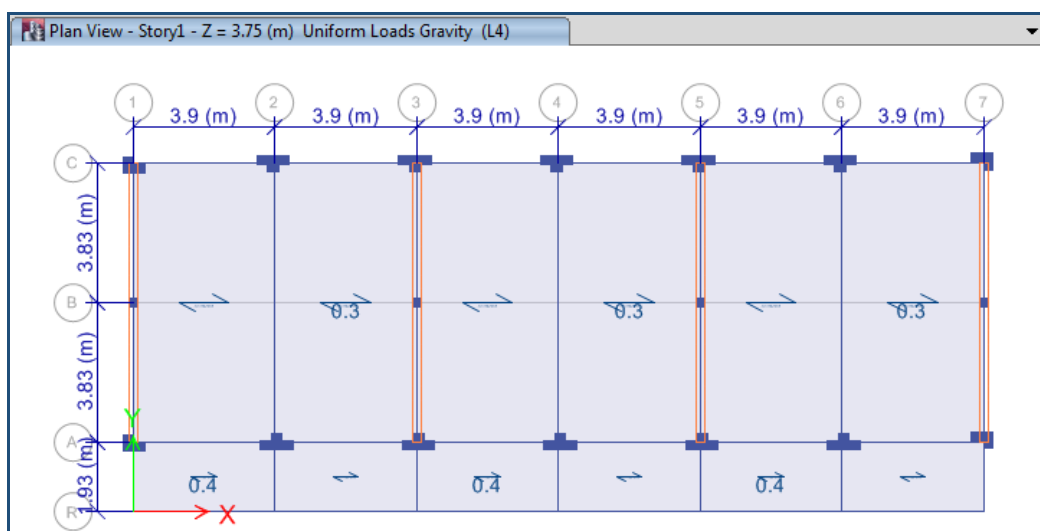 Plan View - Story1 - Z = 3.75 (m) Uniform Loads Gravity (L4)
1 2 3 4 5 6 7
3.9 (m) 3.9 (m) 3.9 (m) 3.9 (m) 3.9 (m) 3.9 (m)
C
3.83 (m)
B
0.3 0.3 0.3
3.83 (m)
Y
A
1.93 (m)
0.4 0.4 0.4
R
X